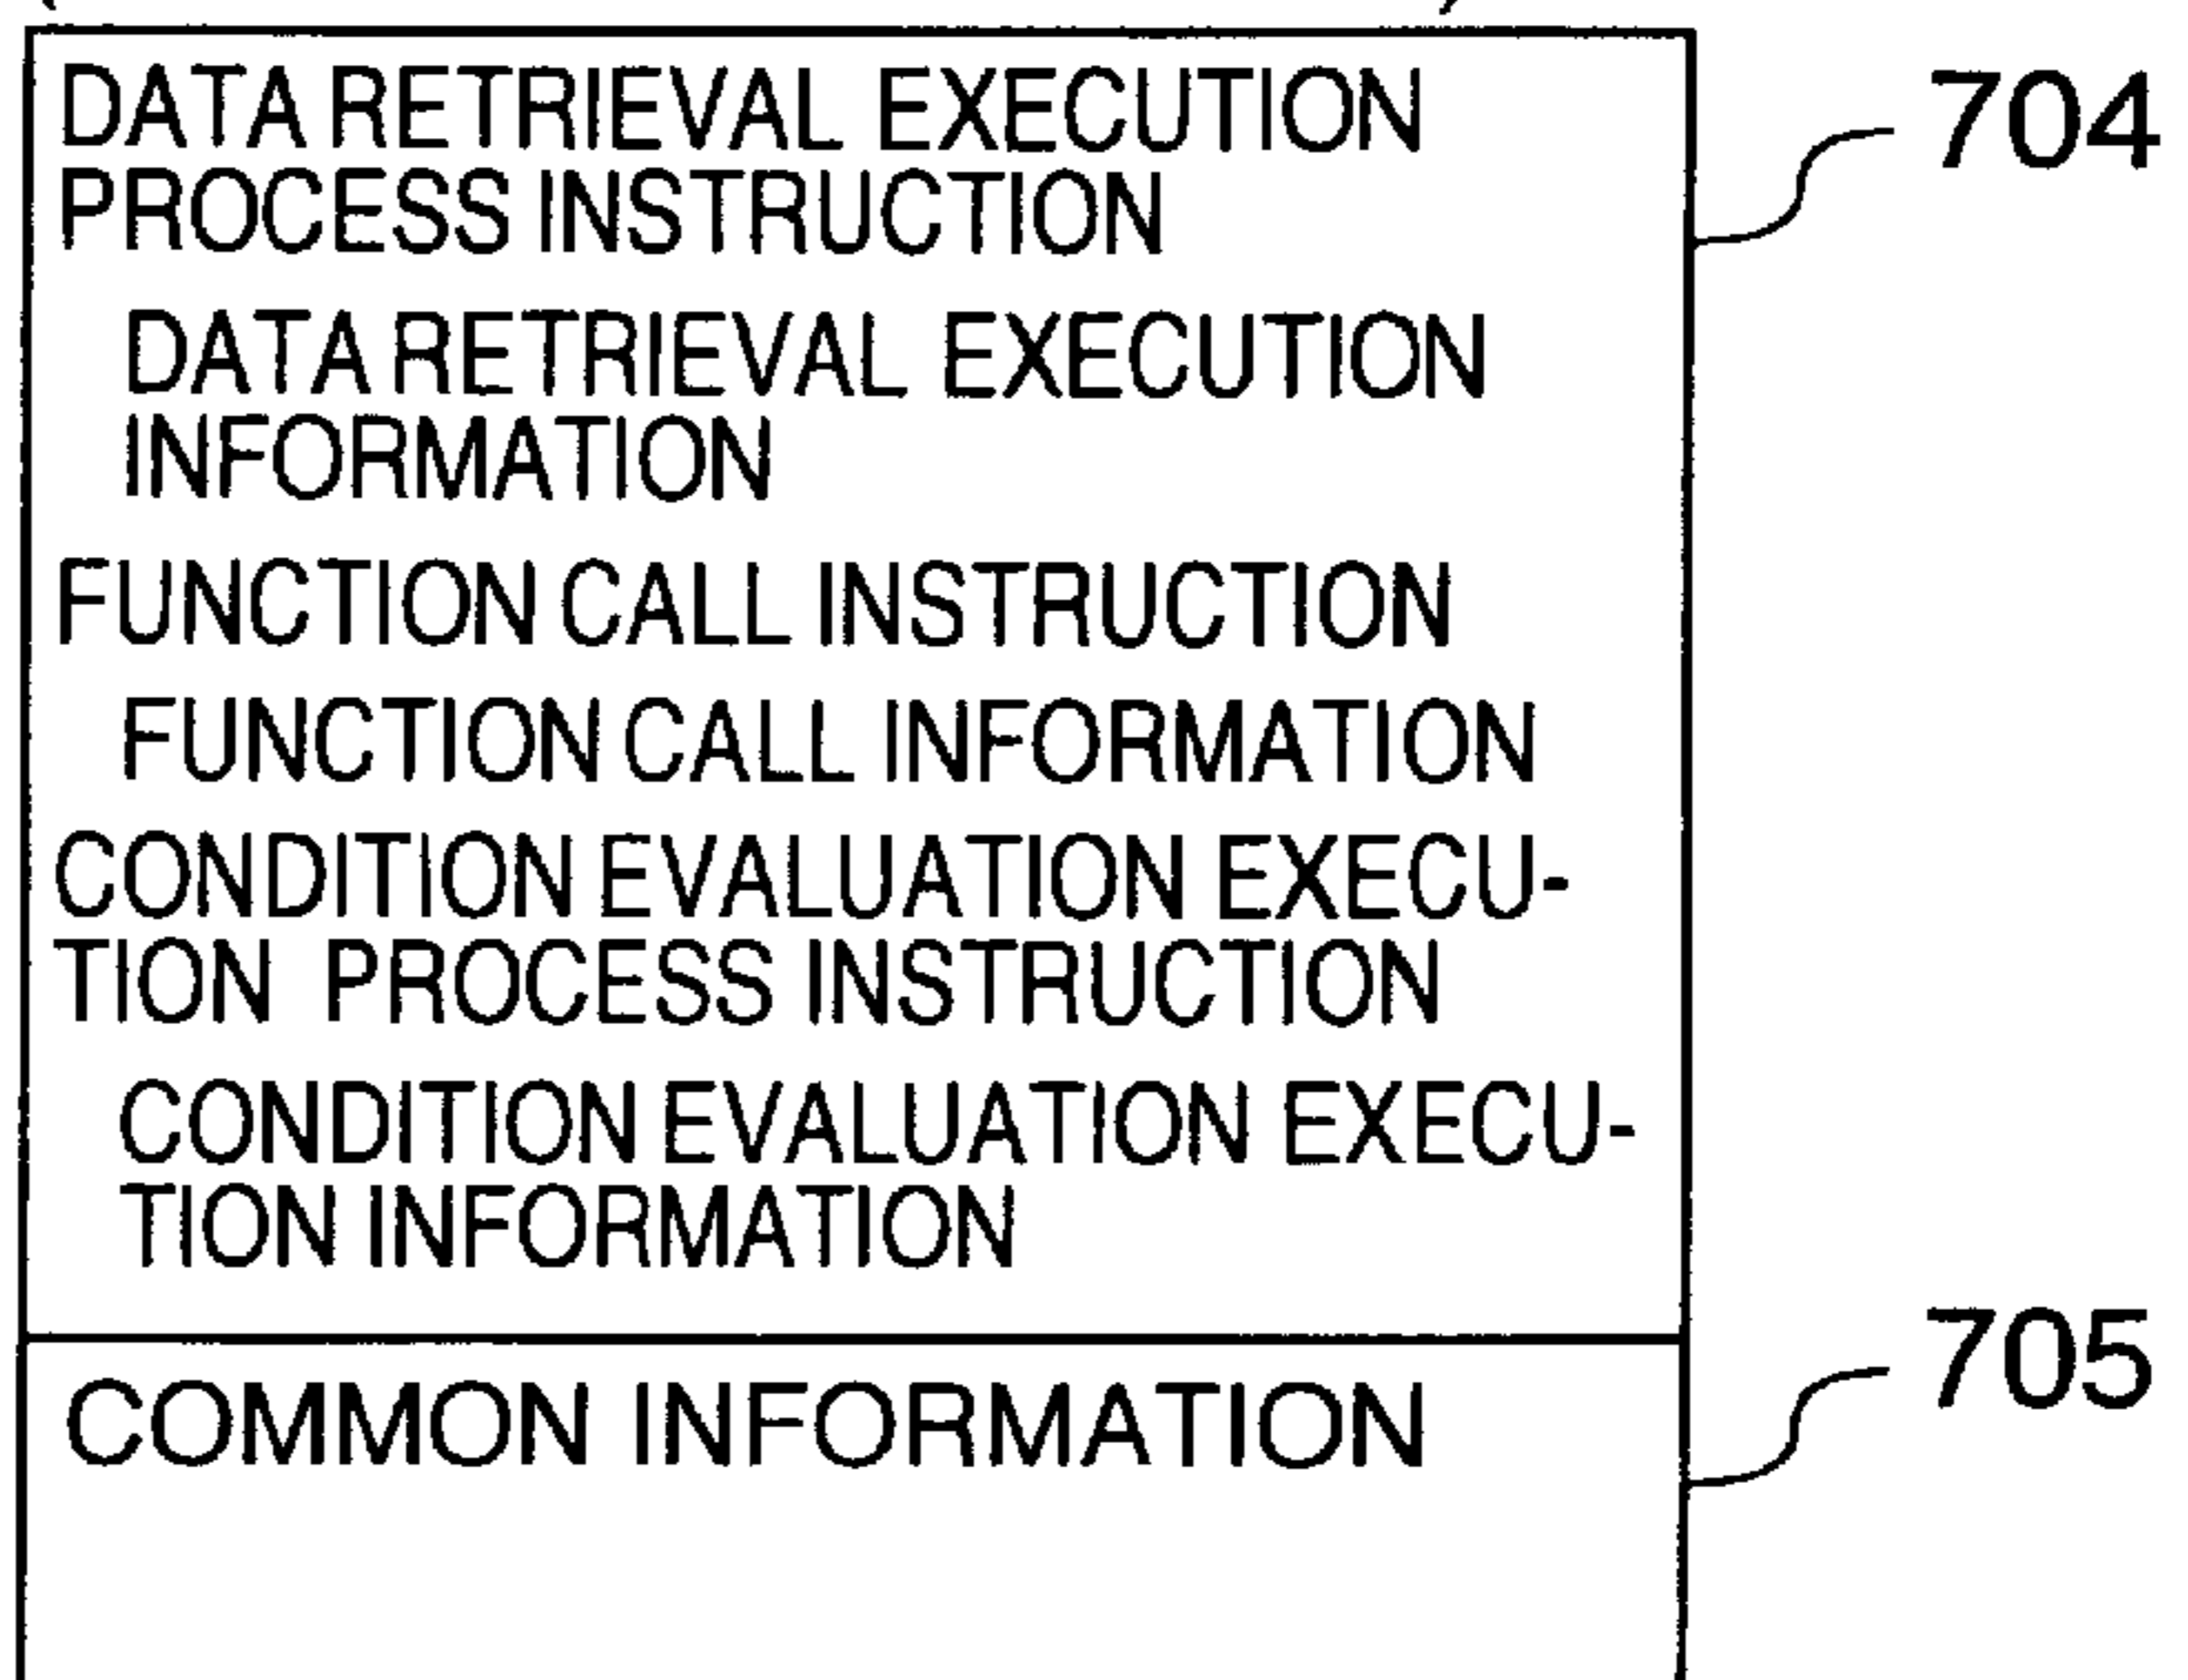 DATA RETRIEVAL EXECUTION
PROCESS INSTRUCTION
704
DATA RETRIEVAL EXECUTION
INFORMATION
FUNCTION CALL INSTRUCTION
FUNCTION CALL INFORMATION
CONDITION EVALUATION EXECU-
TION PROCESS INSTRUCTION
CONDITION EVALUATION EXECU-
TION INFORMATION
COMMON INFORMATION
705